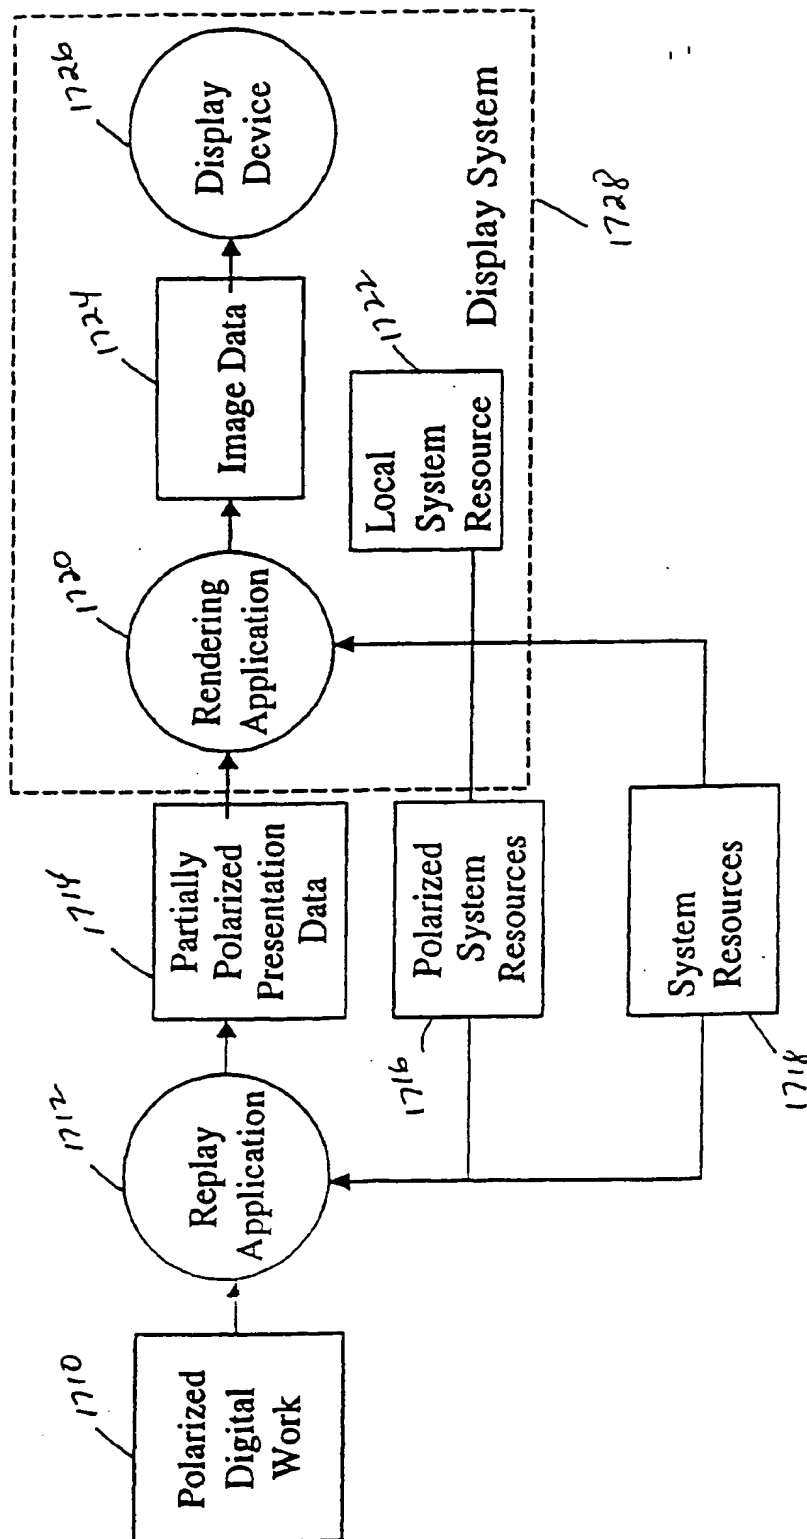 1710
Polarized
Digital
Work
1712
Replay
Application
1714
Partially
Polarized
Presentation
Data
1716
Polarized
System
Resources
1718
System
Resources
1720
Rendering
Application
1722
Local
System
Resource
1724
Image Data
1726
Display
Device
Display System
1728